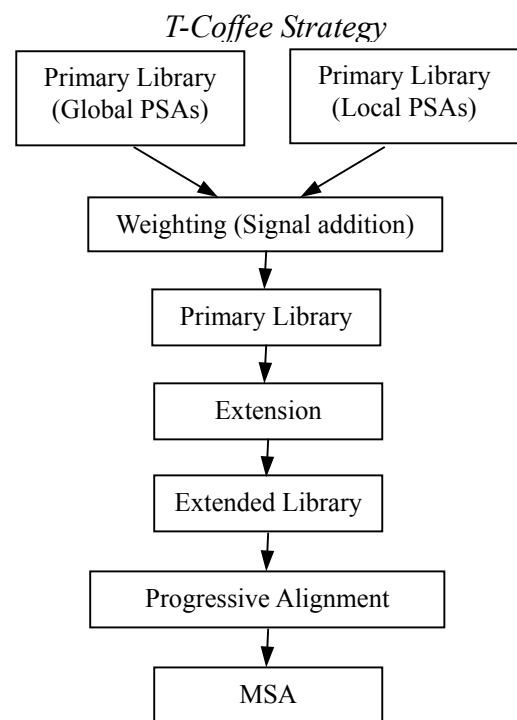 T-Coffee Strategy
Primary Library
(Global PSAs)
Primary Library
(Local PSAs)
Weighting (Signal addition)
Primary Library
Extension
Extended Library
Progressive Alignment
MSA